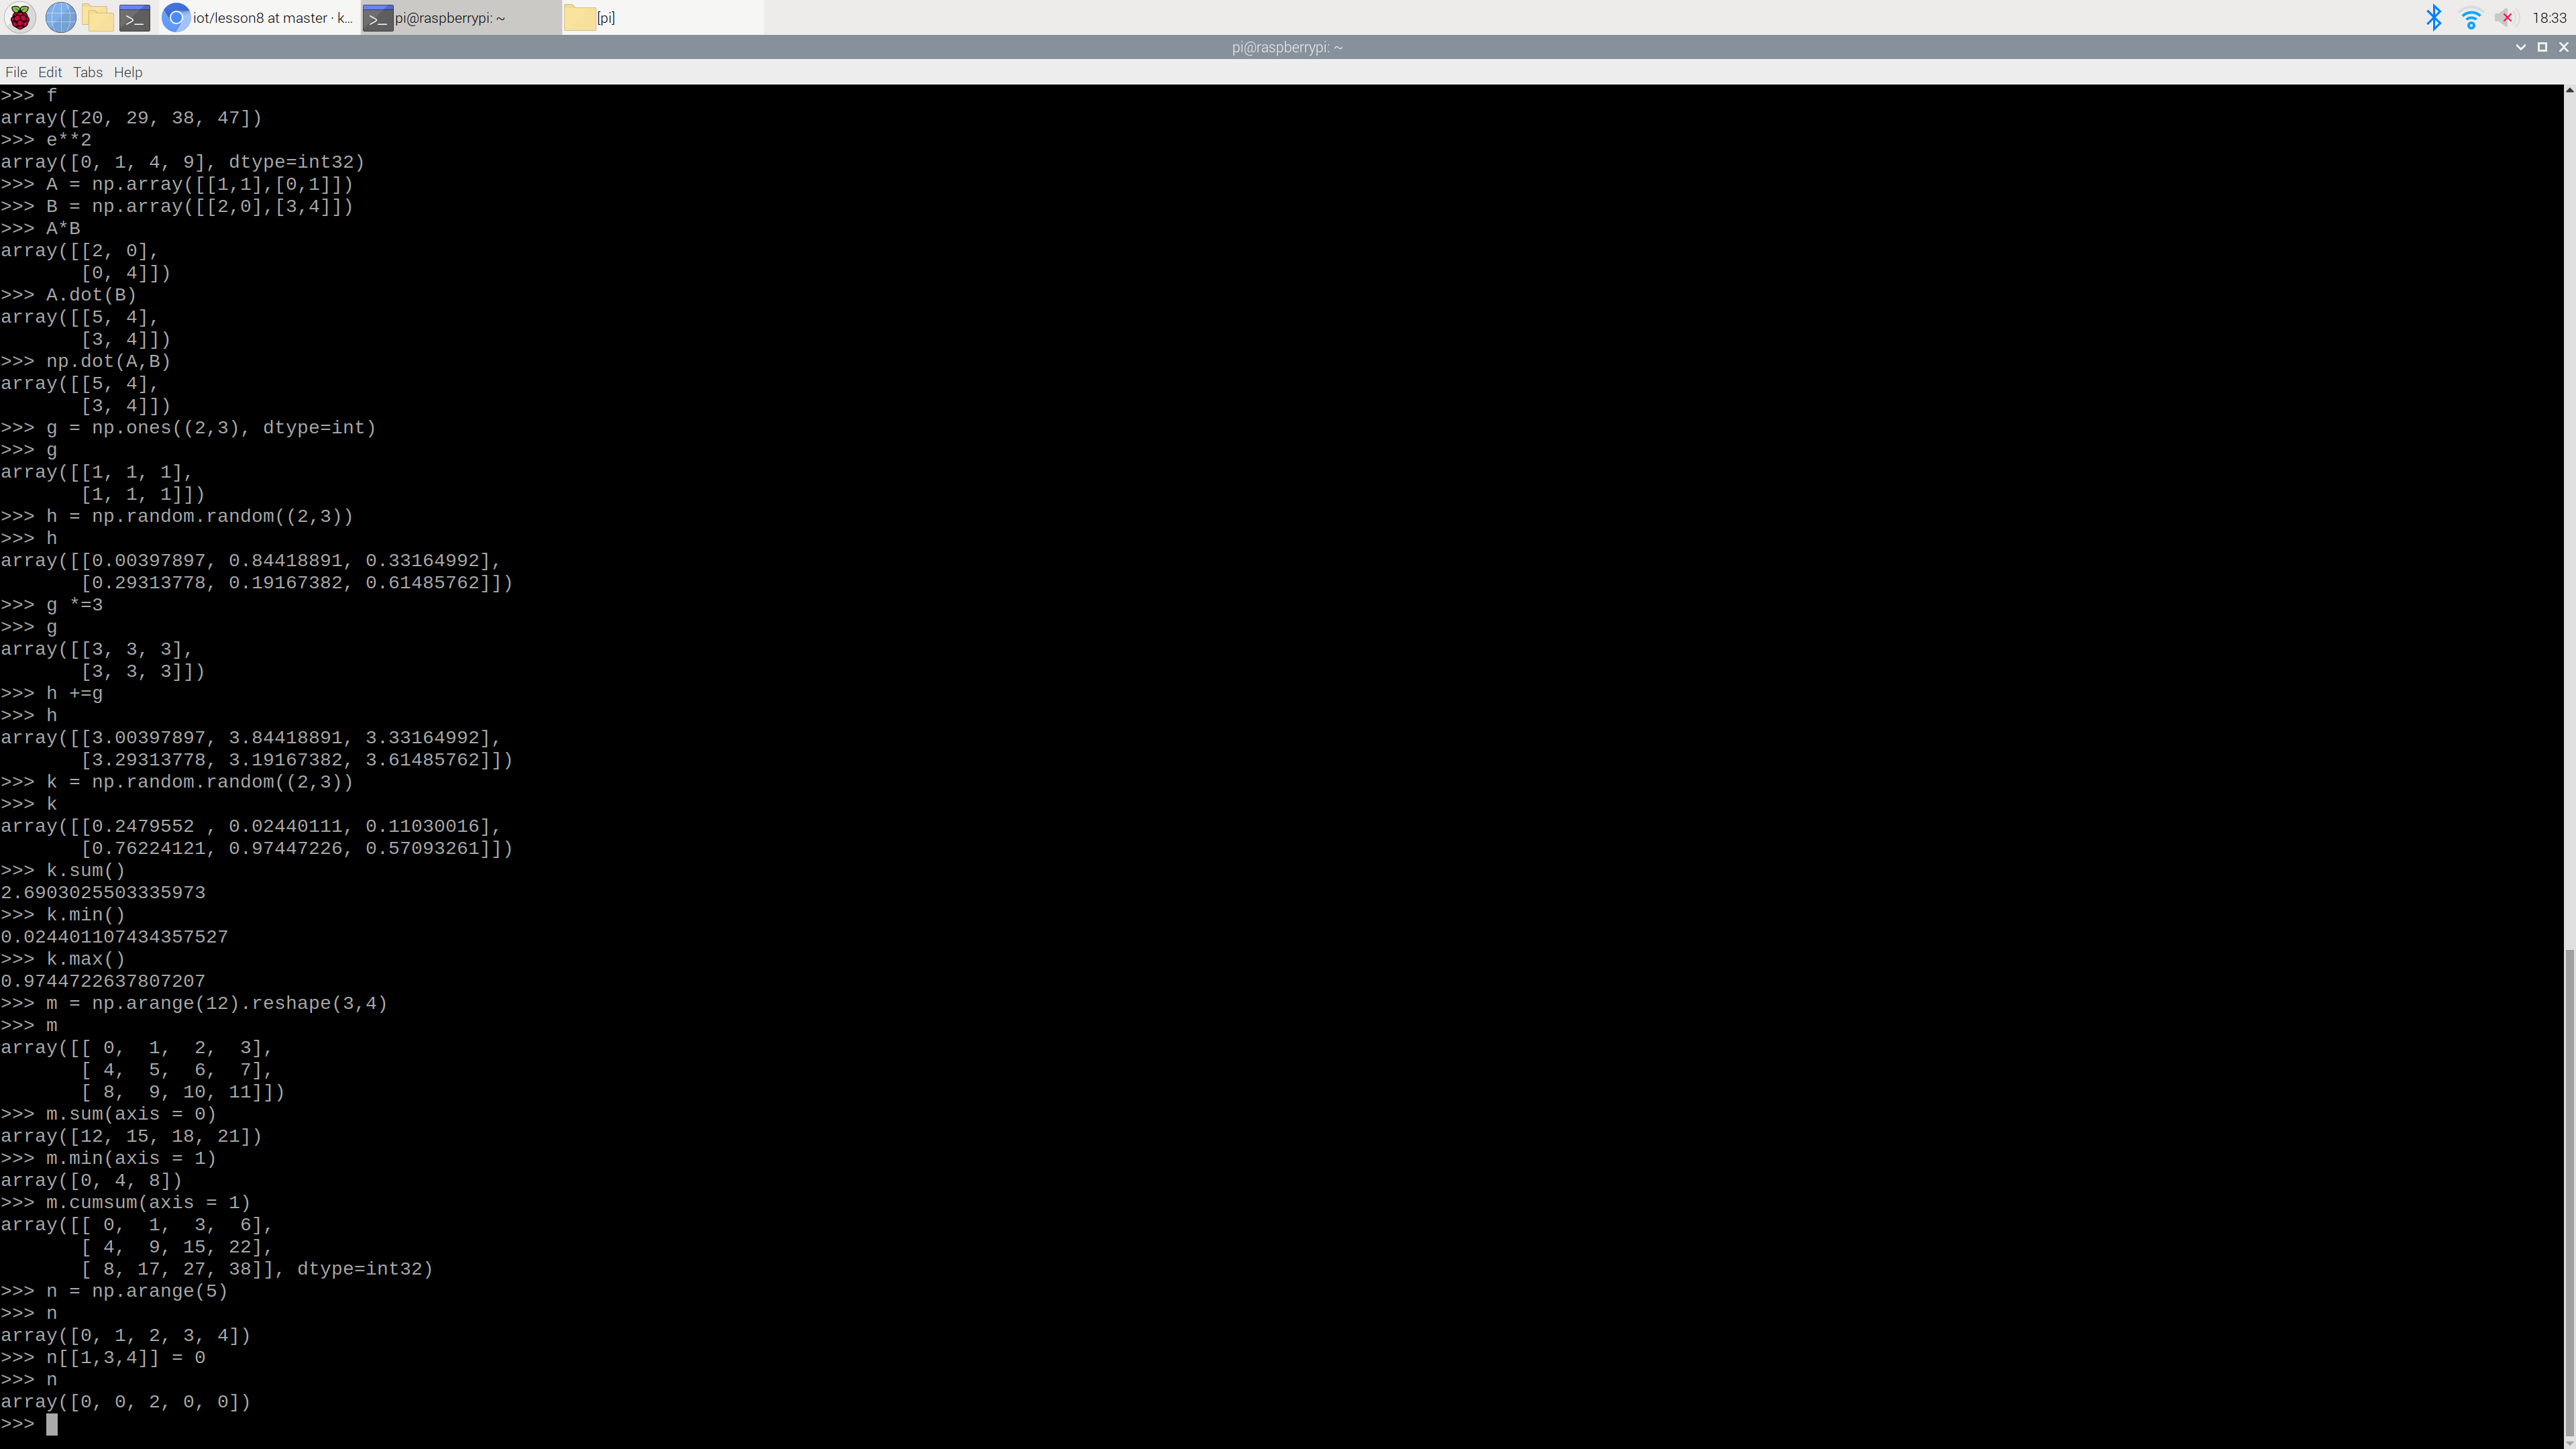 iot/lesson8 at master · k...
pi@raspberrypi: ~
[pi]
18:33
pi@raspberrypi: ~
File Edit Tabs Help
>>> f
array([20, 29, 38, 47])
>>> e**2
array([0, 1, 4, 9], dtype=int32)
>>> A = np.array([[1,1],[0,1]])
>>> B = np.array([[2,0],[3,4]])
>>> A*B
array([[2, 0],
       [0, 4]])
>>> A.dot(B)
array([[5, 4],
       [3, 4]])
>>> np.dot(A,B)
array([[5, 4],
       [3, 4]])
>>> g = np.ones((2,3), dtype=int)
>>> g
array([[1, 1, 1],
       [1, 1, 1]])
>>> h = np.random.random((2,3))
>>> h
array([[0.00397897, 0.84418891, 0.33164992],
       [0.29313778, 0.19167382, 0.61485762]])
>>> g *=3
>>> g
array([[3, 3, 3],
       [3, 3, 3]])
>>> h +=g
>>> h
array([[3.00397897, 3.84418891, 3.33164992],
       [3.29313778, 3.19167382, 3.61485762]])
>>> k = np.random.random((2,3))
>>> k
array([[0.2479552 , 0.02440111, 0.11030016],
       [0.76224121, 0.97447226, 0.57093261]])
>>> k.sum()
2.6903025503335973
>>> k.min()
0.024401107434357527
>>> k.max()
0.9744722637807207
>>> m = np.arange(12).reshape(3,4)
>>> m
array([[ 0,  1,  2,  3],
       [ 4,  5,  6,  7],
       [ 8,  9, 10, 11]])
>>> m.sum(axis = 0)
array([12, 15, 18, 21])
>>> m.min(axis = 1)
array([0, 4, 8])
>>> m.cumsum(axis = 1)
array([[ 0,  1,  3,  6],
       [ 4,  9, 15, 22],
       [ 8, 17, 27, 38]], dtype=int32)
>>> n = np.arange(5)
>>> n
array([0, 1, 2, 3, 4])
>>> n[[1,3,4]] = 0
>>> n
array([0, 0, 2, 0, 0])
>>>